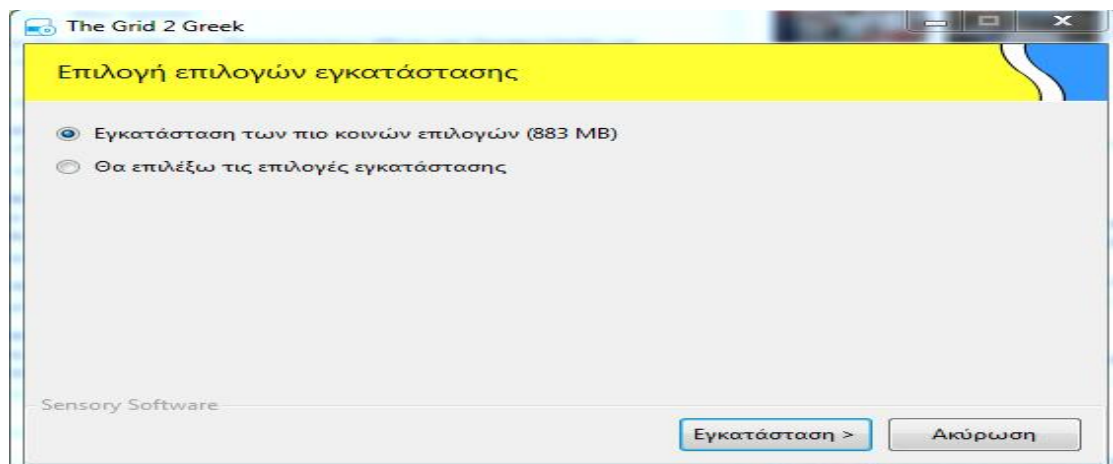 The Grid 2 Greek
Επιλογή επιλογών εγκατάστασης
Εγκατάσταση των πιο κοινών επιλογών (883 MB)
Θα επιλέξω τις επιλογές εγκατάστασης
Sensory Software
Εγκατάσταση >
Ακύρωση